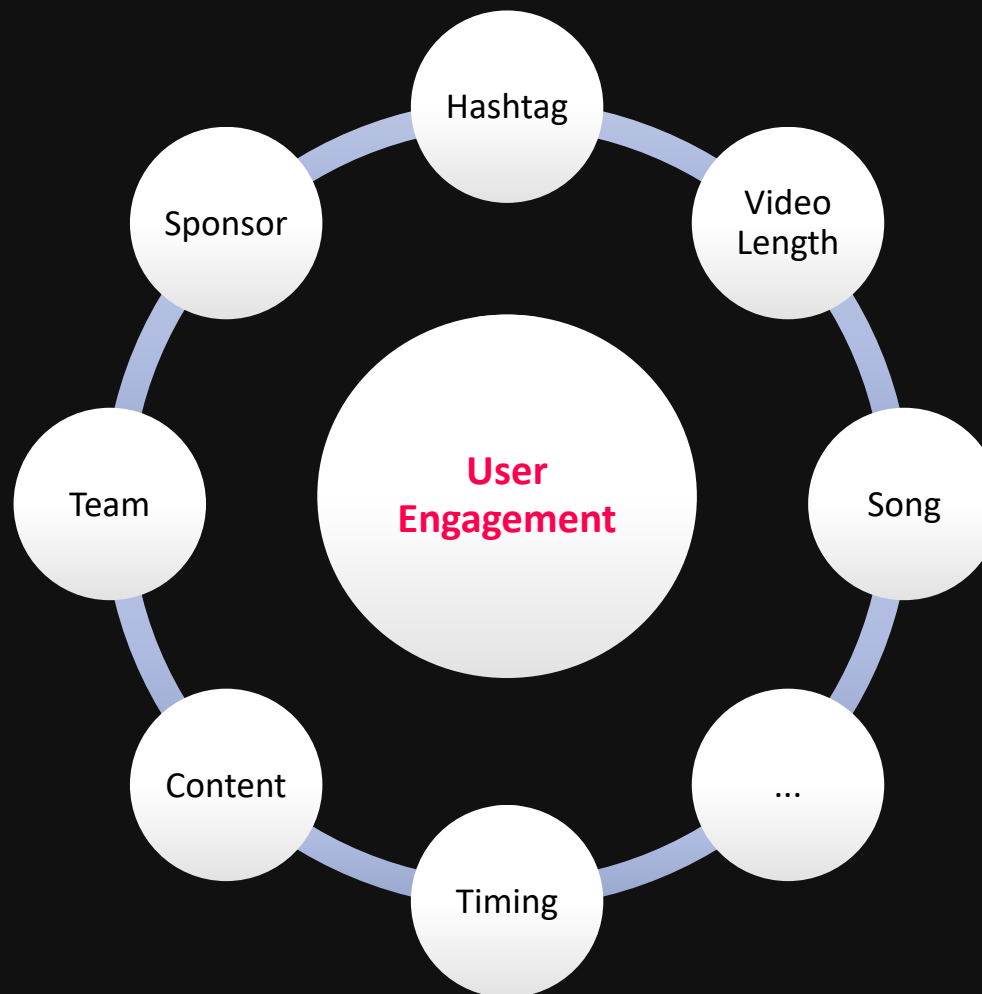 Hashtag
Video
Length
Song
...
Timing
Content
Team
Sponsor
User
Engagement